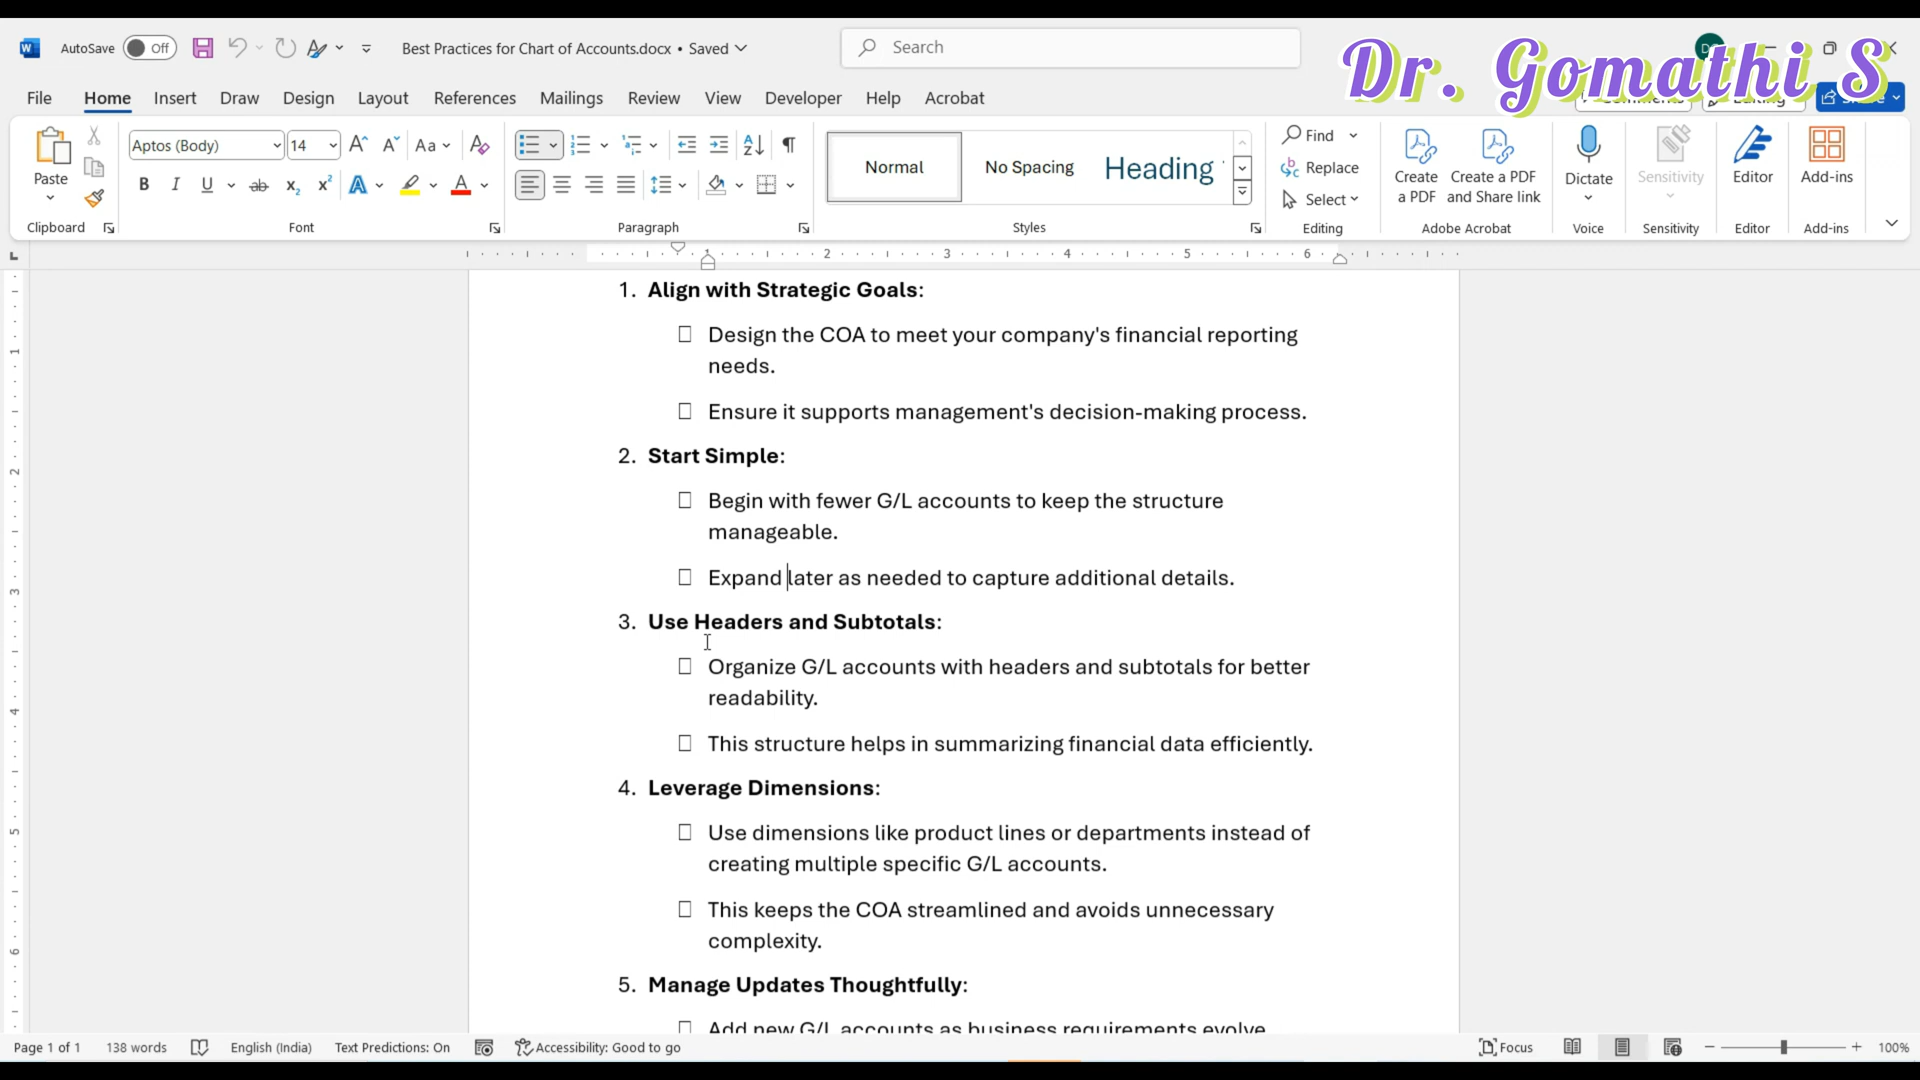 AutoSave Off Best Practices for Chart of Accounts.docx • Saved Search Dr. Gomathi S
File Home Insert Draw Design Layout References Mailings Review View Developer Help Acrobat
Aptos (Body) 14 Aa Normal No Spacing Heading Find
Paste Replace Create a PDF Create a PDF and Share link Dictate Sensitivity Editor Add-ins
Select
Clipboard Font Paragraph Styles Editing Adobe Acrobat Voice Sensitivity Editor Add-ins
1 2 3 4 5 6
1. Align with Strategic Goals:
Design the COA to meet your company's financial reporting
needs.
Ensure it supports management's decision-making process.
2. Start Simple:
Begin with fewer G/L accounts to keep the structure
manageable.
Expand later as needed to capture additional details.
3. Use Headers and Subtotals:
Organize G/L accounts with headers and subtotals for better
readability.
This structure helps in summarizing financial data efficiently.
4. Leverage Dimensions:
Use dimensions like product lines or departments instead of
creating multiple specific G/L accounts.
This keeps the COA streamlined and avoids unnecessary
complexity.
5. Manage Updates Thoughtfully:
Add new G/L accounts as business requirements evolve
Page 1 of 1 138 words English (India) Text Predictions: On Accessibility: Good to go Focus 100%